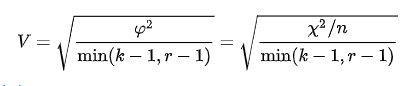 V = √(φ² / min(k − 1, r − 1)) = √(χ²/n / min(k − 1, r − 1))